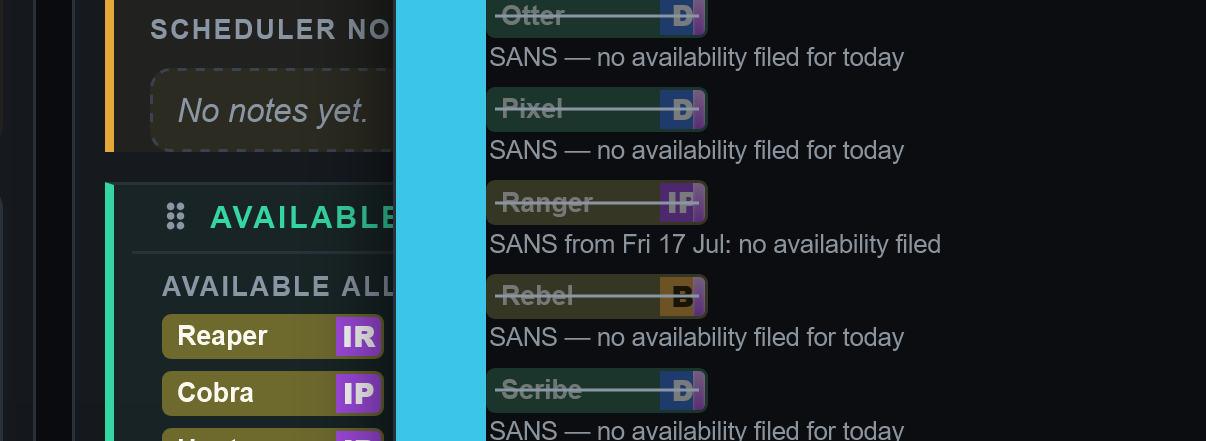 SCHEDULER NO
No notes yet.
AVAILABLE
AVAILABLE ALL
Reaper IR
Cobra IP
Otter D
SANS — no availability filed for today
Pixel D
SANS — no availability filed for today
Ranger IP
SANS from Fri 17 Jul: no availability filed
Rebel B
SANS — no availability filed for today
Scribe D
SANS — no availability filed for today